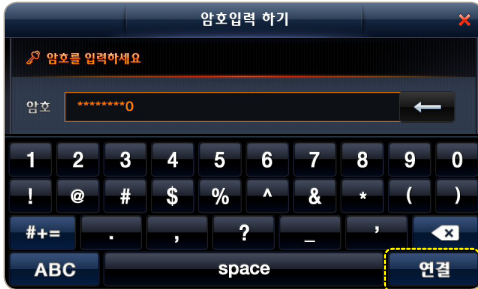 암호입력 하기
암호를 입력하세요
암호 ********0
1 2 3 4 5 6 7 8 9 0
! @ # $ % ^ & * ( )
#+= . , ? _ '
ABC space 연결